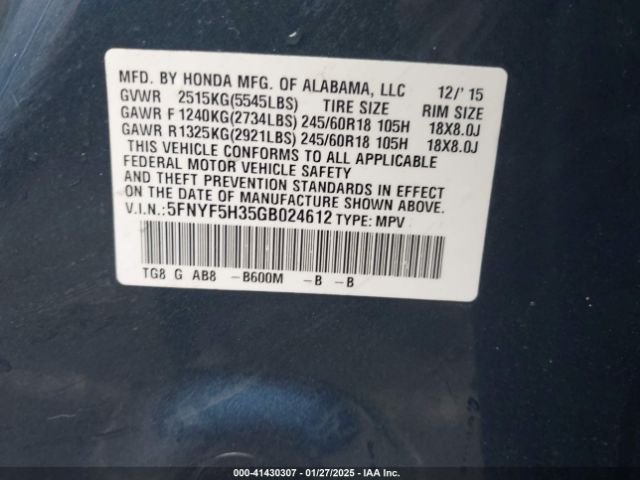 MFD. BY HONDA MFG. OF ALABAMA, LLC 12/'15
GVWR 2515KG(5545LBS) TIRE SIZE RIM SIZE
GAWR F 1240KG(2734LBS) 245/60R18 105H 18X8.0J
GAWR R1325KG(2921LBS) 245/60R18 105H 18X8.0J
THIS VEHICLE CONFORMS TO ALL APPLICABLE
FEDERAL MOTOR VEHICLE SAFETY
AND THEFT PREVENTION STANDARDS IN EFFECT
ON THE DATE OF MANUFACTURE SHOWN ABOVE.
V.I.N.:5FNYF5H35GB024612 TYPE: MPV
TG8 G AB8 -B600M -B -B
000-41430307 - 01/27/2025 - IAA Inc.